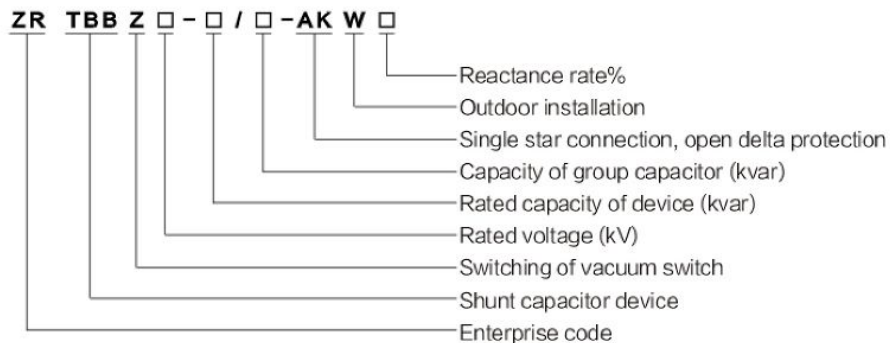 ZR TBB Z □ - □ / □ -AK W □
Reactance rate%
Outdoor installation
Single star connection, open delta protection
Capacity of group capacitor (kvar)
Rated capacity of device (kvar)
Rated voltage (kV)
Switching of vacuum switch
Shunt capacitor device
Enterprise code